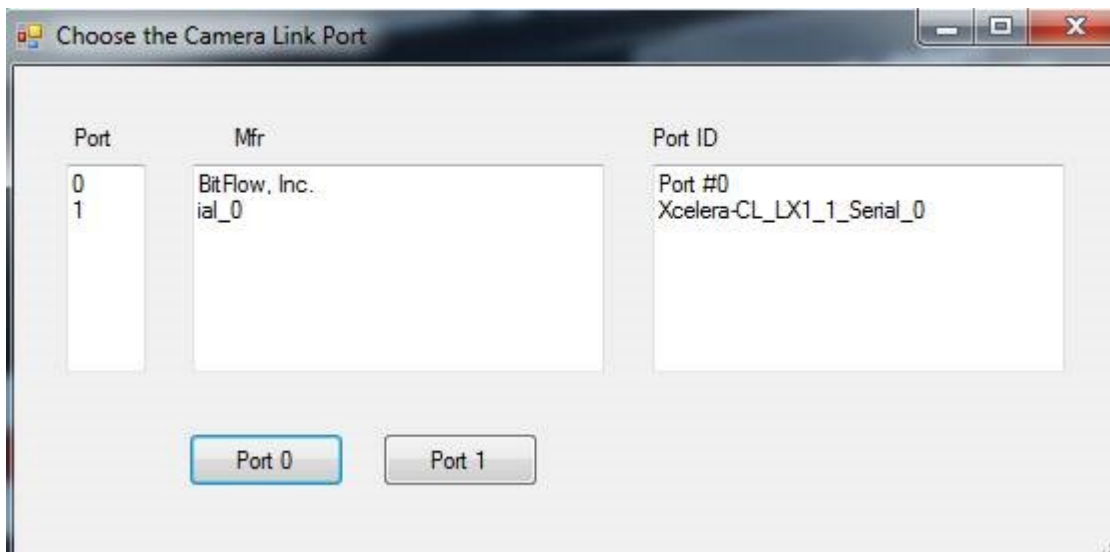 Choose the Camera Link Port
Port Mfr Port ID
0 BitFlow, Inc. Port #0
1 ial_0 Xcelera-CL_LX1_1_Serial_0
Port 0 Port 1